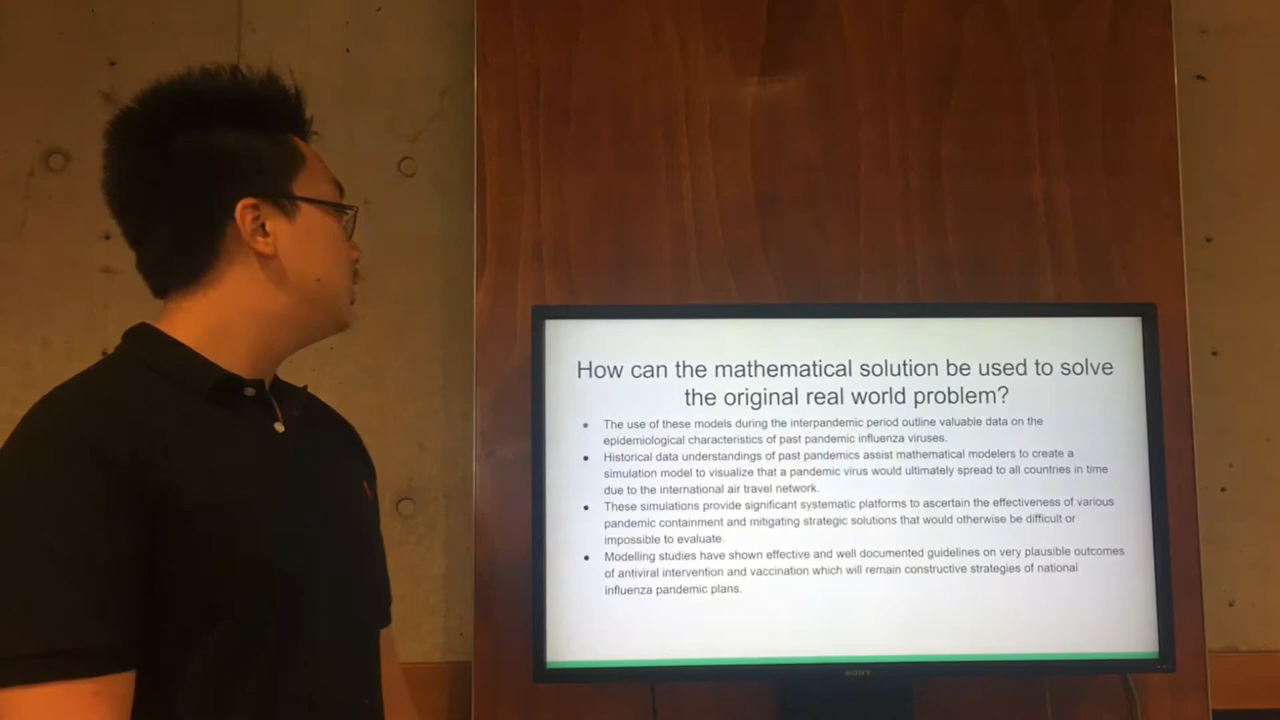 How can the mathematical solution be used to solve
the original real world problem?
● The use of these models during the interpandemic period outline valuable data on the
epidemiological characteristics of past pandemic influenza viruses.
● Historical data understandings of past pandemics assist mathematical modelers to create a
simulation model to visualize that a pandemic virus would ultimately spread to all countries in time
due to the international air travel network.
● These simulations provide significant systematic platforms to ascertain the effectiveness of various
pandemic containment and mitigating strategic solutions that would otherwise be difficult or
impossible to evaluate.
● Modelling studies have shown effective and well documented guidelines on very plausible outcomes
of antiviral intervention and vaccination which will remain constructive strategies of national
influenza pandemic plans.
SONY